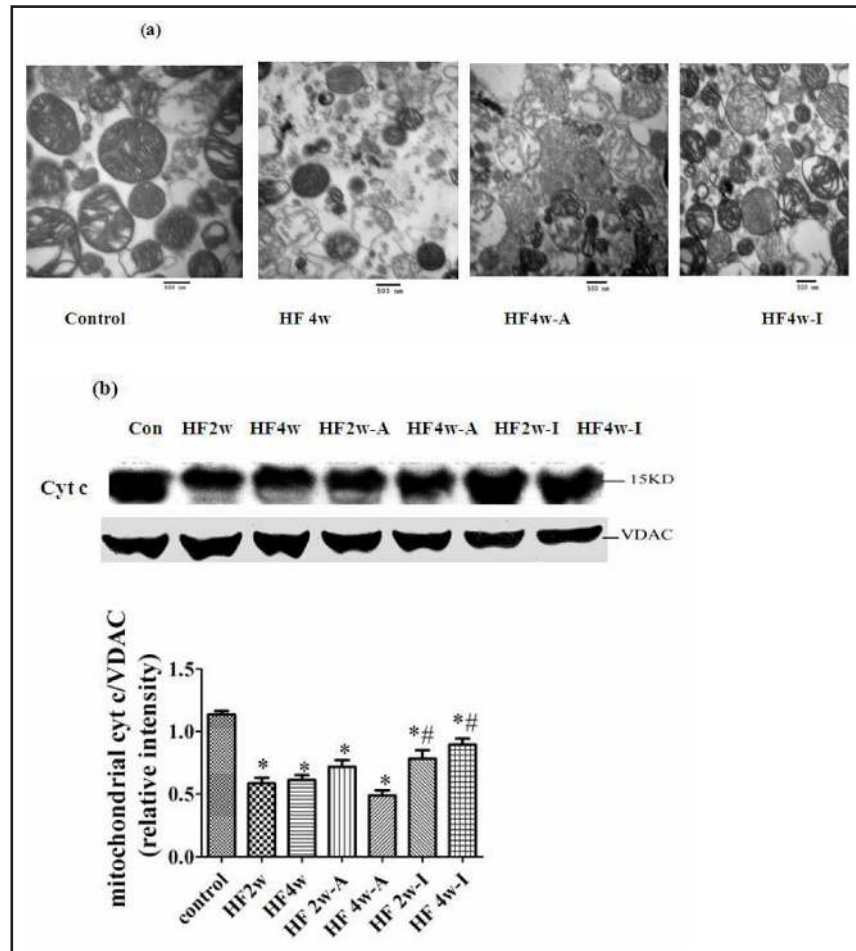 (a)
500 nm 500 nm 500 nm 500 nm
Control HF 4w HF4w-A HF4w-I
(b)
Con HF2w HF4w HF2w-A HF4w-A HF2w-I HF4w-I
Cyt c 15KD
VDAC
mitochondrial cyt c/VDAC
(relative intensity)
1.5
1.0
0.5
0.0
* * * * *# *#
control HF2w HF4w HF 2w-A HF 4w-A HF 2w-I HF 4w-I